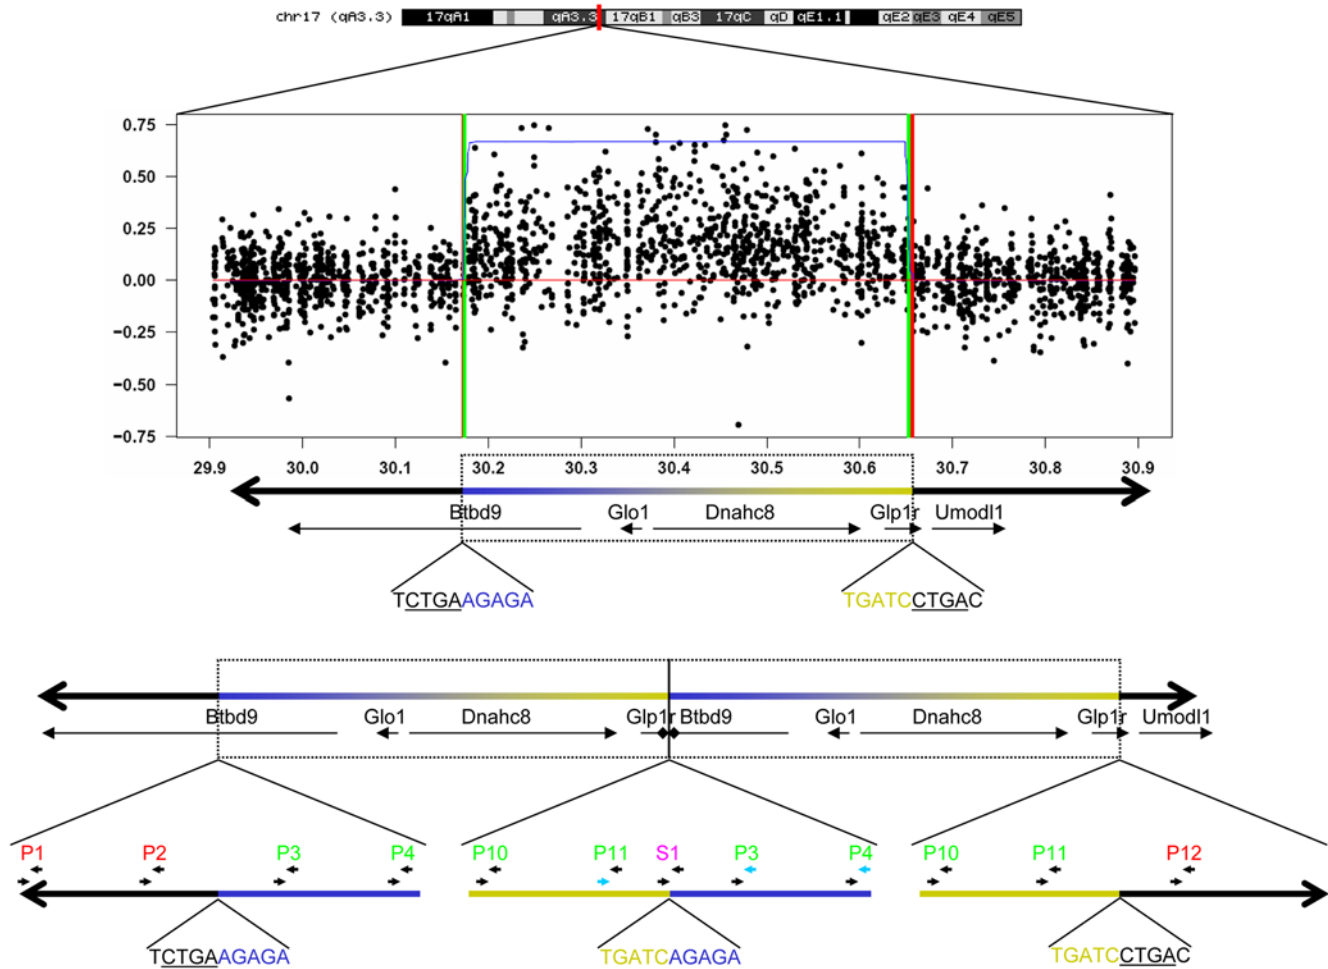 chr17 (qA3.3) 17qA1 qA3.3 17qB1 qB3 17qC qD qE1.1 qE2 qE3 qE4 qE5
0.75
0.50
0.25
0.00
−0.25
−0.50
−0.75
29.9 30.0 30.1 30.2 30.3 30.4 30.5 30.6 30.7 30.8 30.9
Btbd9 Glo1 Dnahc8 Glp1r Umodl1
TCTGAAGAGA TGATCCTGAC
Btbd9 Glo1 Dnahc8 Glp1r Btbd9 Glo1 Dnahc8 Glp1r Umodl1
P1 P2 P3 P4 P10 P11 S1 P3 P4 P10 P11 P12
TCTGAAGAGA TGATCAGAGA TGATCCTGAC